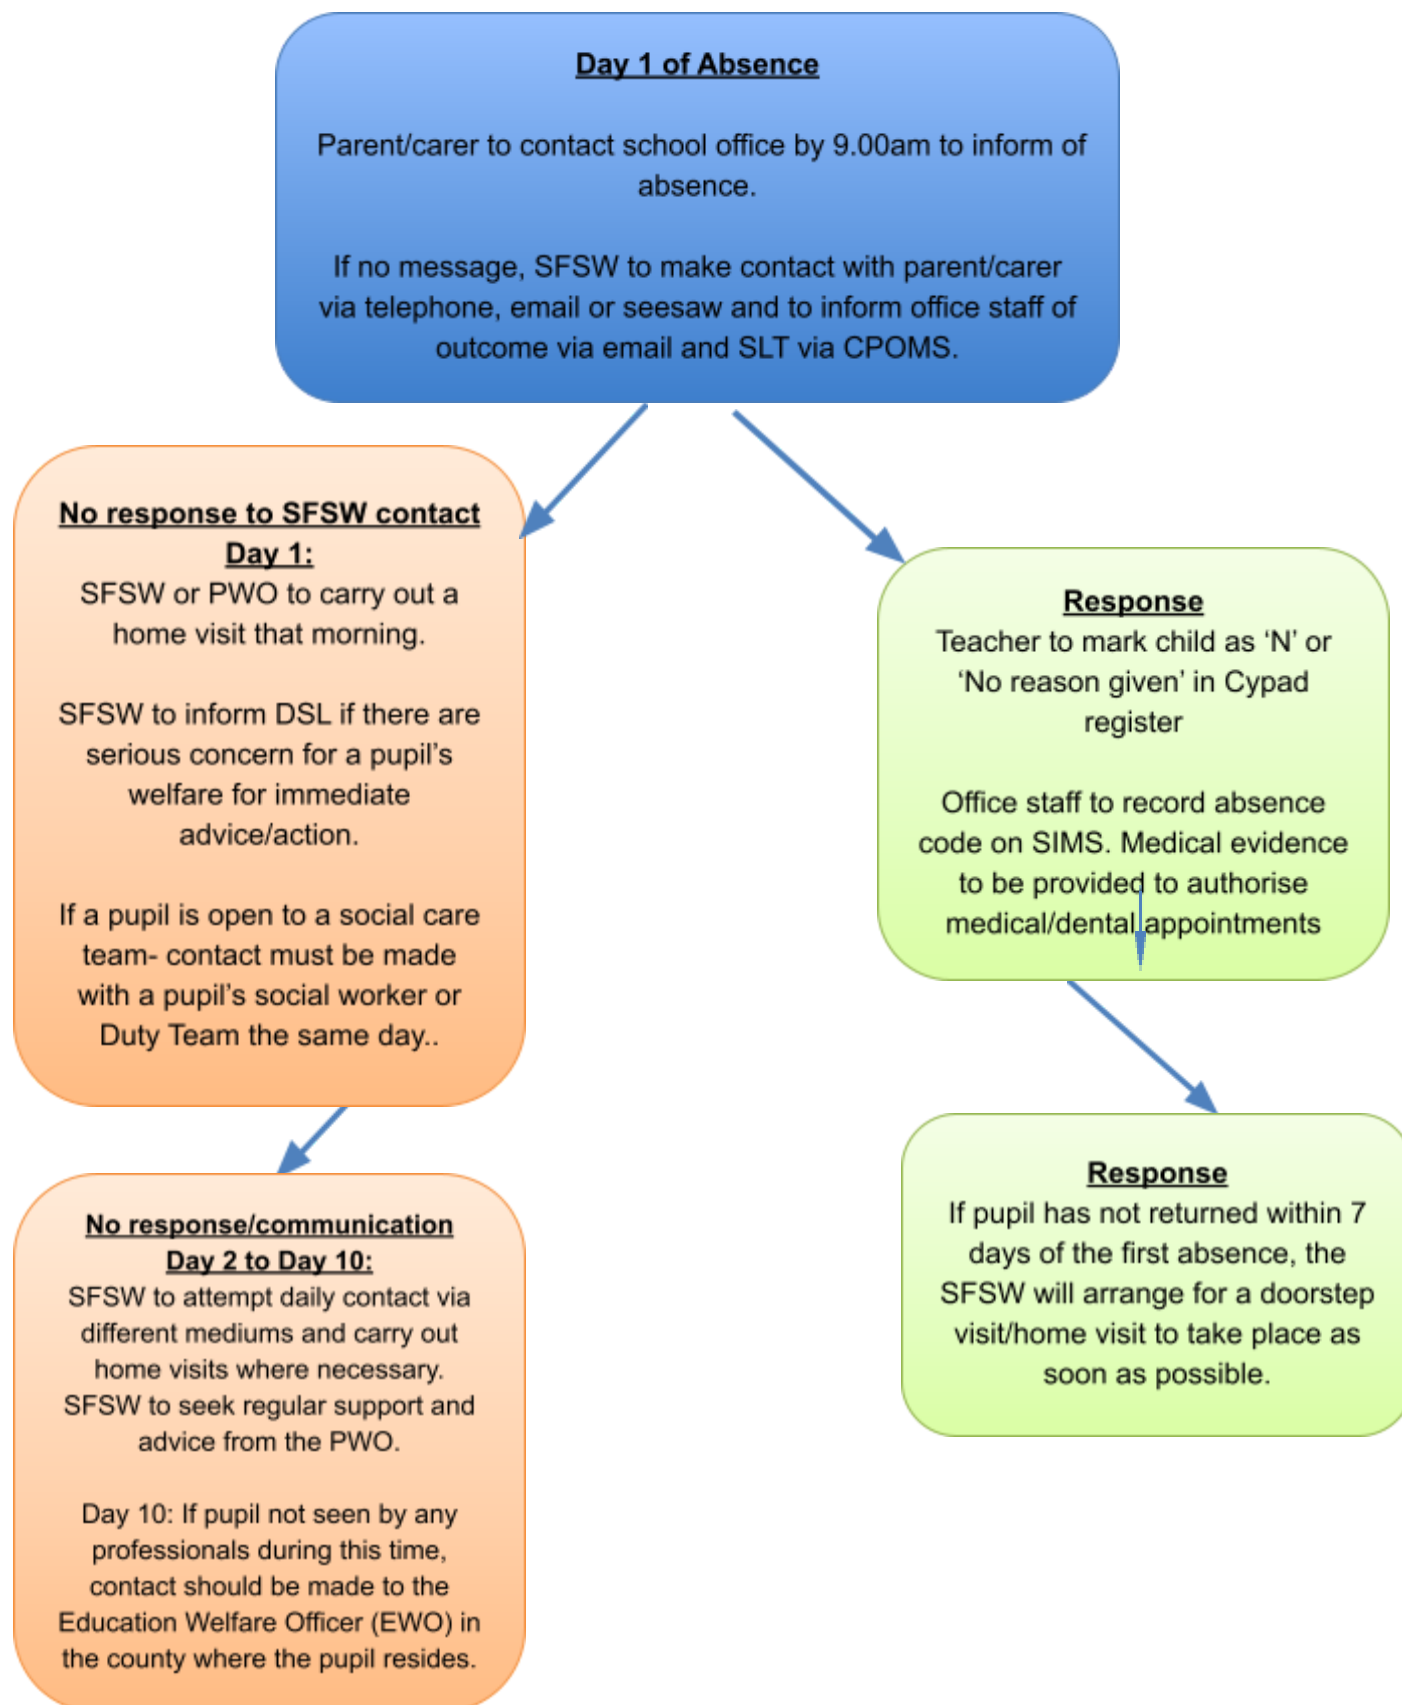 Day 1 of Absence
Parent/carer to contact school office by 9.00am to inform of
absence.
If no message, SFSW to make contact with parent/carer
via telephone, email or seesaw and to inform office staff of
outcome via email and SLT via CPOMS.
No response to SFSW contact
Day 1:
SFSW or PWO to carry out a
home visit that morning.
SFSW to inform DSL if there are
serious concern for a pupil’s
welfare for immediate
advice/action.
If a pupil is open to a social care
team- contact must be made
with a pupil’s social worker or
Duty Team the same day..
Response
Teacher to mark child as ‘N’ or
‘No reason given’ in Cypad
register
Office staff to record absence
code on SIMS. Medical evidence
to be provided to authorise
medical/dental appointments
No response/communication
Day 2 to Day 10:
SFSW to attempt daily contact via
different mediums and carry out
home visits where necessary.
SFSW to seek regular support and
advice from the PWO.
Day 10: If pupil not seen by any
professionals during this time,
contact should be made to the
Education Welfare Officer (EWO) in
the county where the pupil resides.
Response
If pupil has not returned within 7
days of the first absence, the
SFSW will arrange for a doorstep
visit/home visit to take place as
soon as possible.